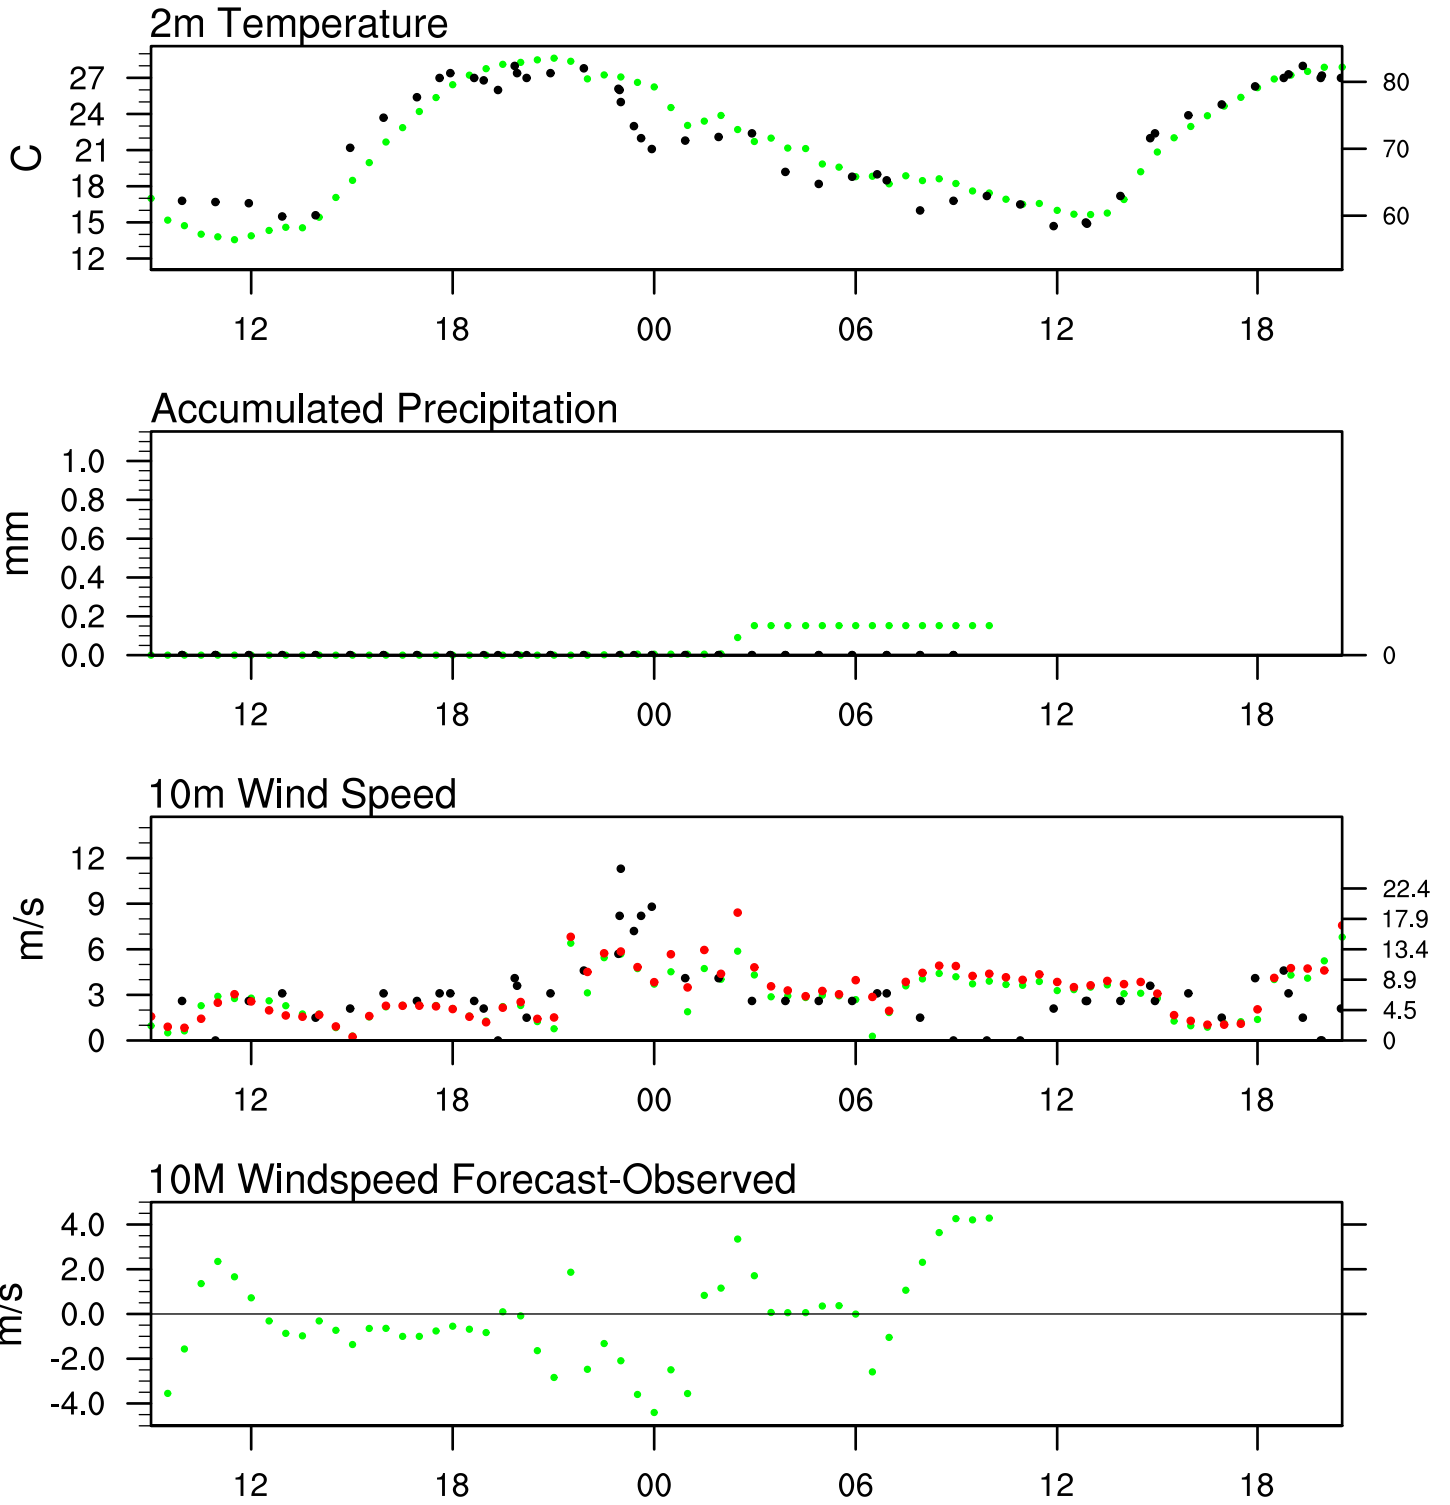 2m Temperature
27
24
21
18
15
12
C
80
70
60
12 18 00 06 12 18
Accumulated Precipitation
1.0
0.8
0.6
0.4
0.2
0.0
mm
0
12 18 00 06 12 18
10m Wind Speed
12
9
6
3
0
m/s
22.4
17.9
13.4
8.9
4.5
0
12 18 00 06 12 18
10M Windspeed Forecast-Observed
4.0
2.0
0.0
-2.0
-4.0
m/s
12 18 00 06 12 18